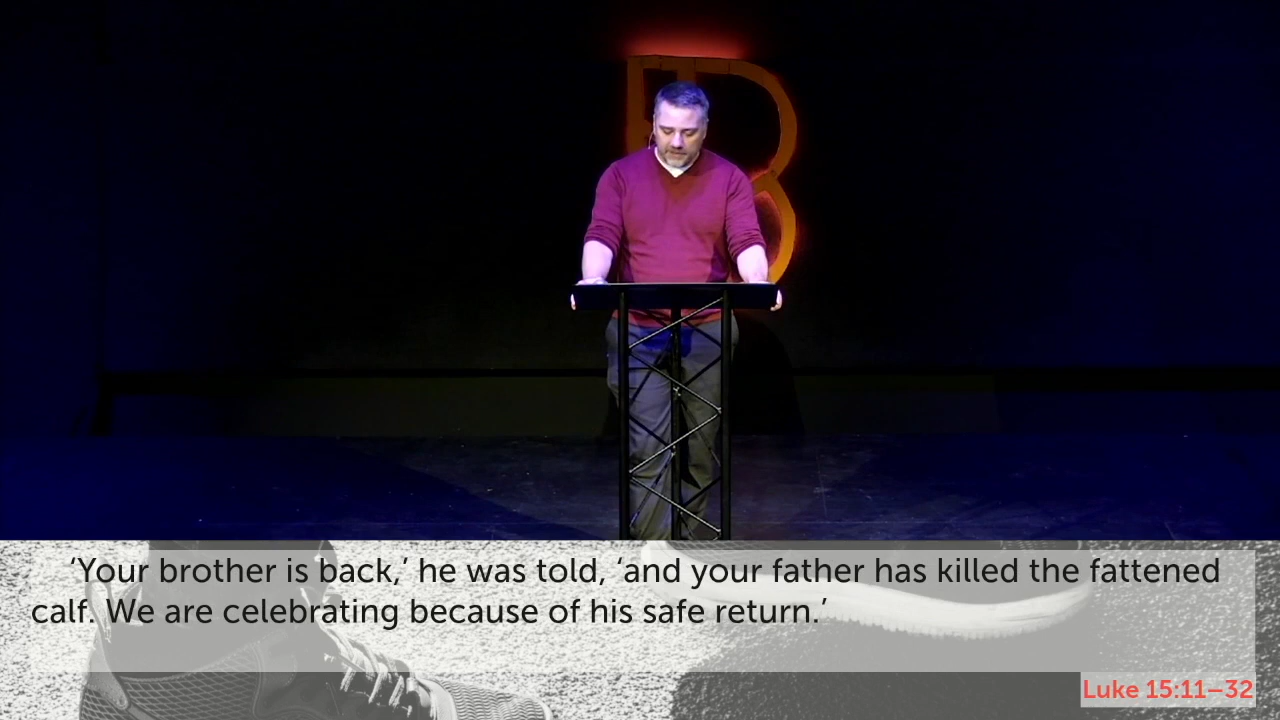 B
‘Your brother is back,’ he was told, ‘and your father has killed the fattened
calf. We are celebrating because of his safe return.’
Luke 15:11–32